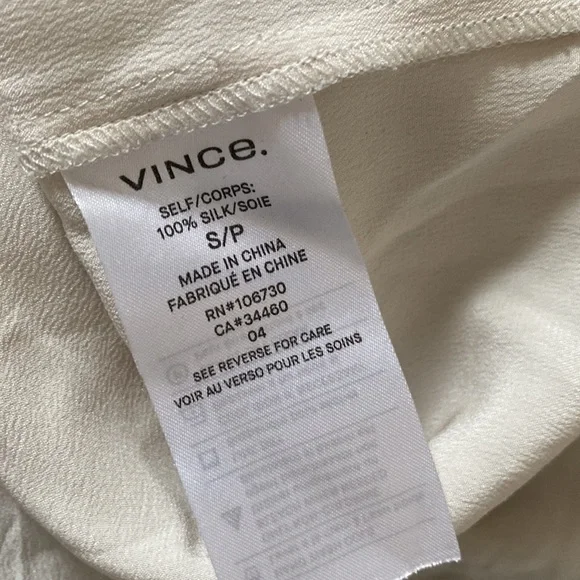 VINCE.
SELF/CORPS:
100% SILK/SOIE
S/P
MADE IN CHINA
FABRIQUÉ EN CHINE
RN#106730
CA#34460
04
SEE REVERSE FOR CARE
VOIR AU VERSO POUR LES SOINS